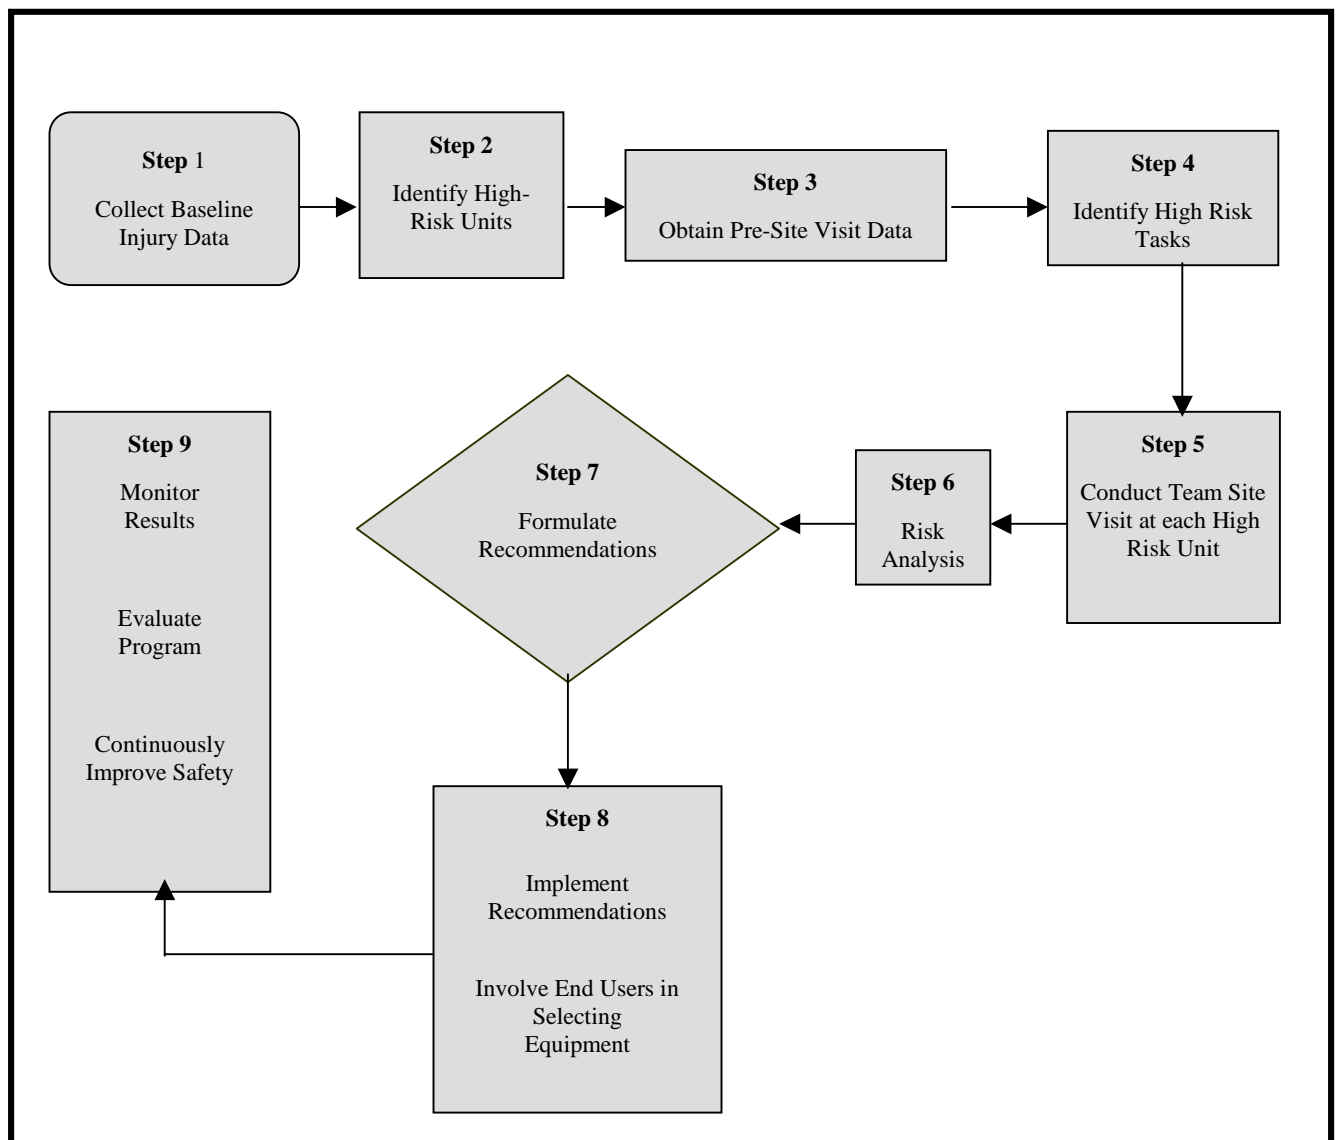 Step 1
Collect Baseline
Injury Data
Step 2
Identify High-
Risk Units
Step 3
Obtain Pre-Site Visit Data
Step 4
Identify High Risk
Tasks
Step 5
Conduct Team Site
Visit at each High
Risk Unit
Step 6
Risk
Analysis
Step 7
Formulate
Recommendations
Step 8
Implement
Recommendations
Involve End Users in
Selecting
Equipment
Step 9
Monitor
Results
Evaluate
Program
Continuously
Improve Safety